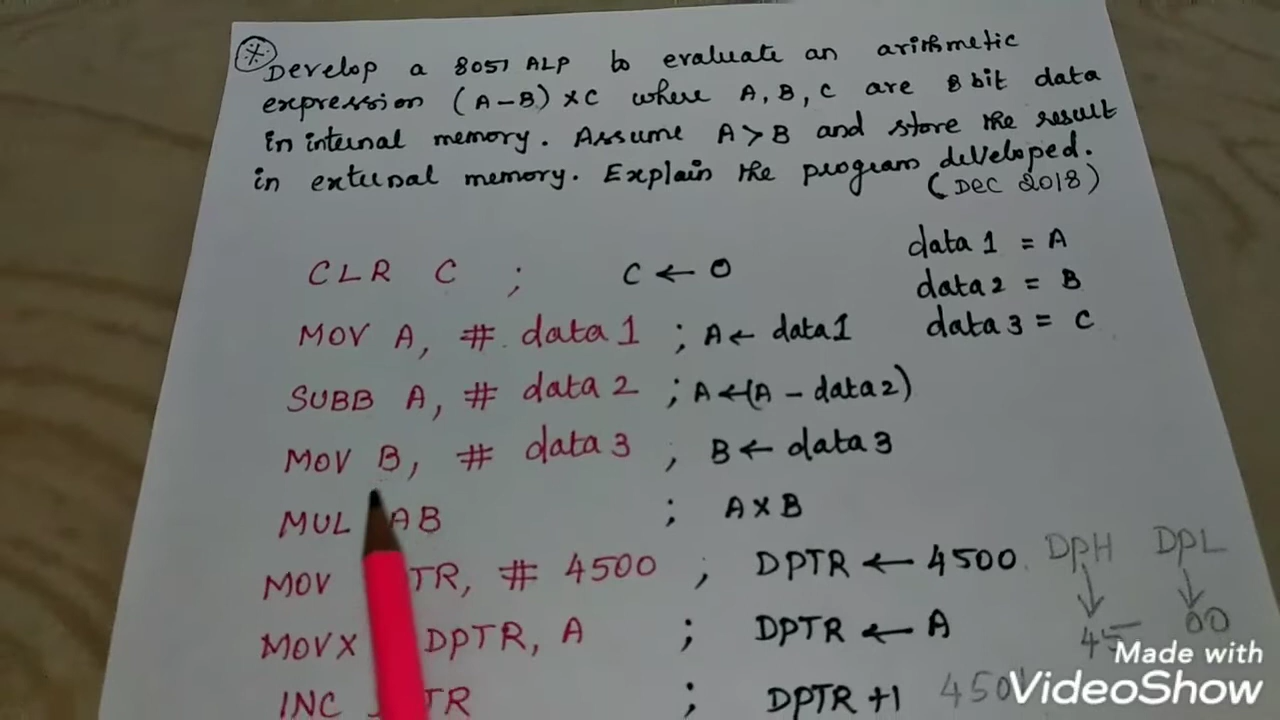 * Develop a 8051 ALP to evaluate an arithmetic
expression (A-B) × C where A, B, C are 8 bit data
in internal memory. Assume A > B and store the result
in external memory. Explain the program developed.
(Dec 2018)
data 1 = A
data 2 = B
data 3 = C
CLR C ; C ← 0
MOV A, # data 1 ; A ← data 1
SUBB A, # data 2 ; A ← (A - data 2)
MOV B, # data 3 ; B ← data 3
MUL AB ; A × B
MOV TR, # 4500 ; DPTR ← 4500 DPH DPL
MOVX DPTR, A ; DPTR ← A 45 00
INC TR ; DPTR +1 450
Made with
VideoShow